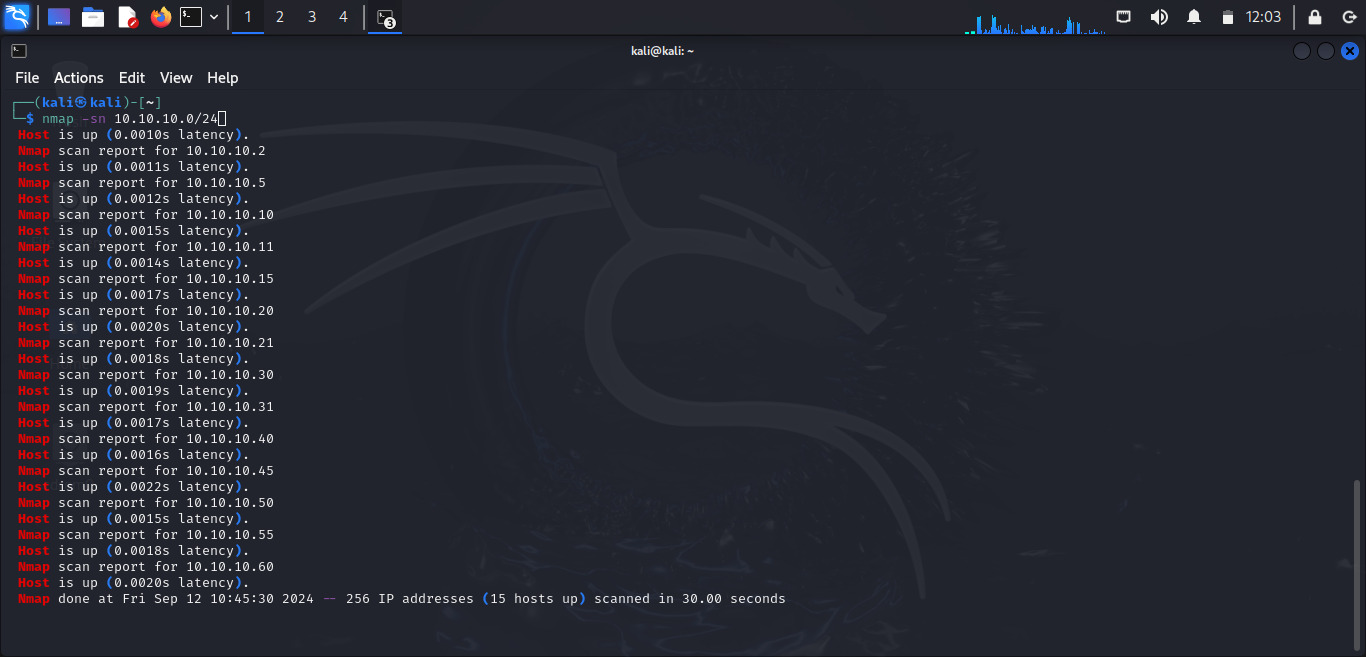 1 2 3 4 3 12:03
kali@kali: ~
File Actions Edit View Help
┌──(kali㉿kali)-[~]
└─$ nmap -sn 10.10.10.0/24
Host is up (0.0010s latency).
Nmap scan report for 10.10.10.2
Host is up (0.0011s latency).
Nmap scan report for 10.10.10.5
Host is up (0.0012s latency).
Nmap scan report for 10.10.10.10
Host is up (0.0015s latency).
Nmap scan report for 10.10.10.11
Host is up (0.0014s latency).
Nmap scan report for 10.10.10.15
Host is up (0.0017s latency).
Nmap scan report for 10.10.10.20
Host is up (0.0020s latency).
Nmap scan report for 10.10.10.21
Host is up (0.0018s latency).
Nmap scan report for 10.10.10.30
Host is up (0.0019s latency).
Nmap scan report for 10.10.10.31
Host is up (0.0017s latency).
Nmap scan report for 10.10.10.40
Host is up (0.0016s latency).
Nmap scan report for 10.10.10.45
Host is up (0.0022s latency).
Nmap scan report for 10.10.10.50
Host is up (0.0015s latency).
Nmap scan report for 10.10.10.55
Host is up (0.0018s latency).
Nmap scan report for 10.10.10.60
Host is up (0.0020s latency).
Nmap done at Fri Sep 12 10:45:30 2024 -- 256 IP addresses (15 hosts up) scanned in 30.00 seconds